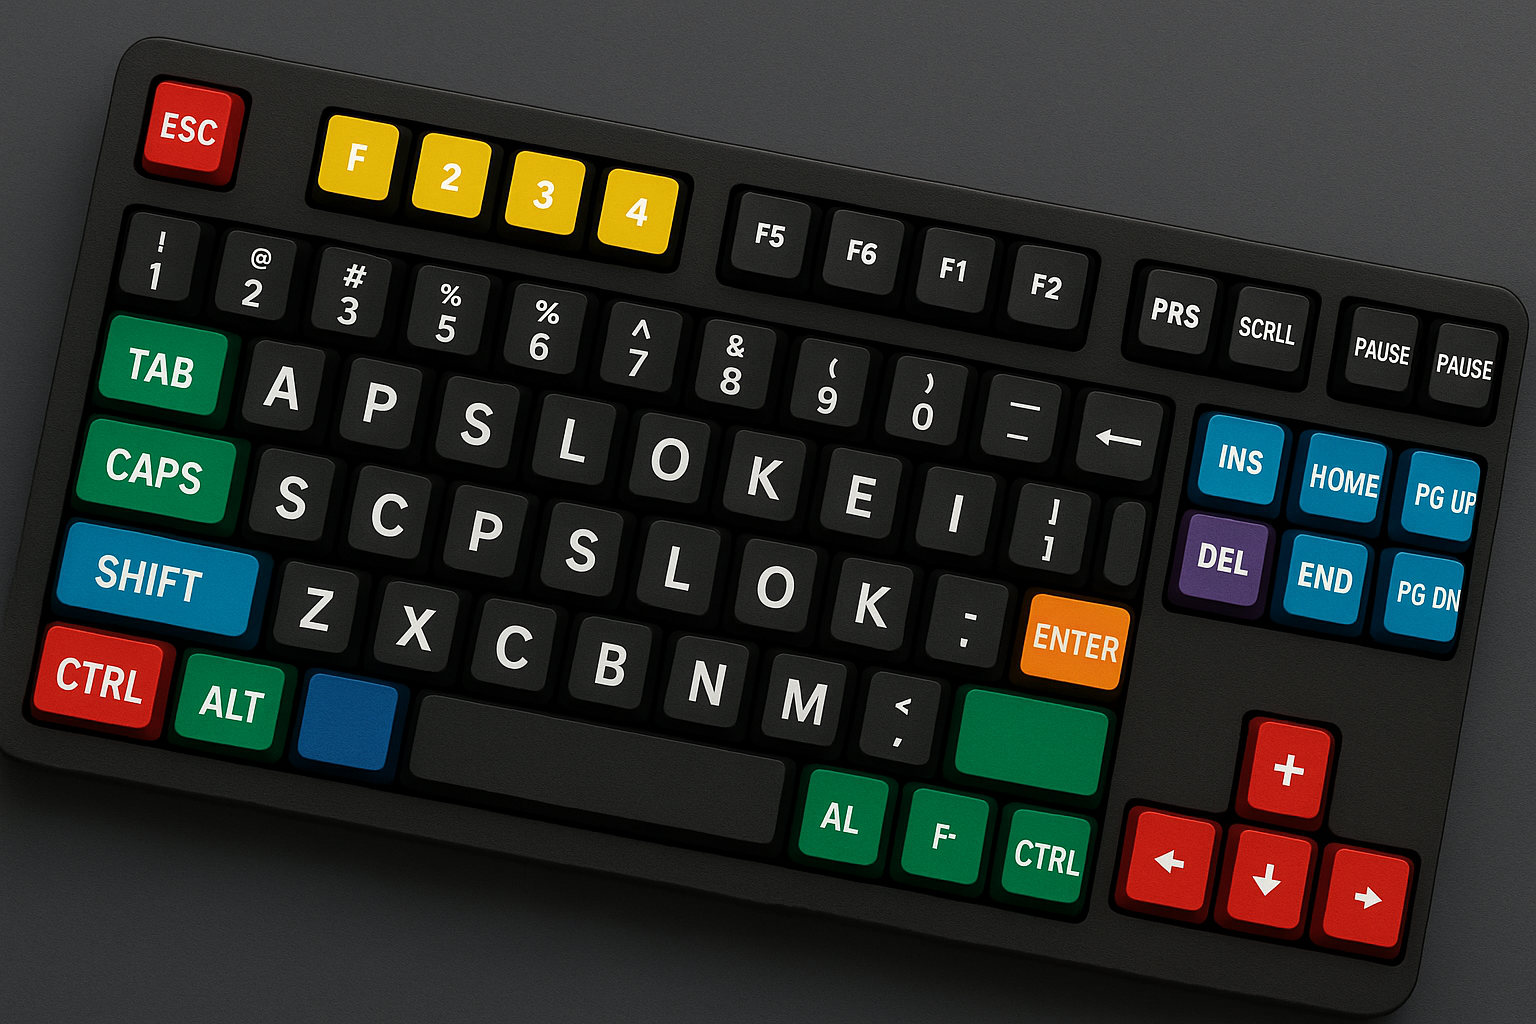 ESC F 2 3 4 F5 F6 F1 F2 PRS SCRLL PAUSE PAUSE
! @ # % % ^ & ( ) —
1 2 3 5 6 7 8 9 0 – ←
INS HOME PG UP
TAB A P S L O K E I ] ]
DEL END PG DN
CAPS S C P S L O K : ENTER
SHIFT Z X C B N M < ,
+
CTRL ALT AL F- CTRL ← ↓ →